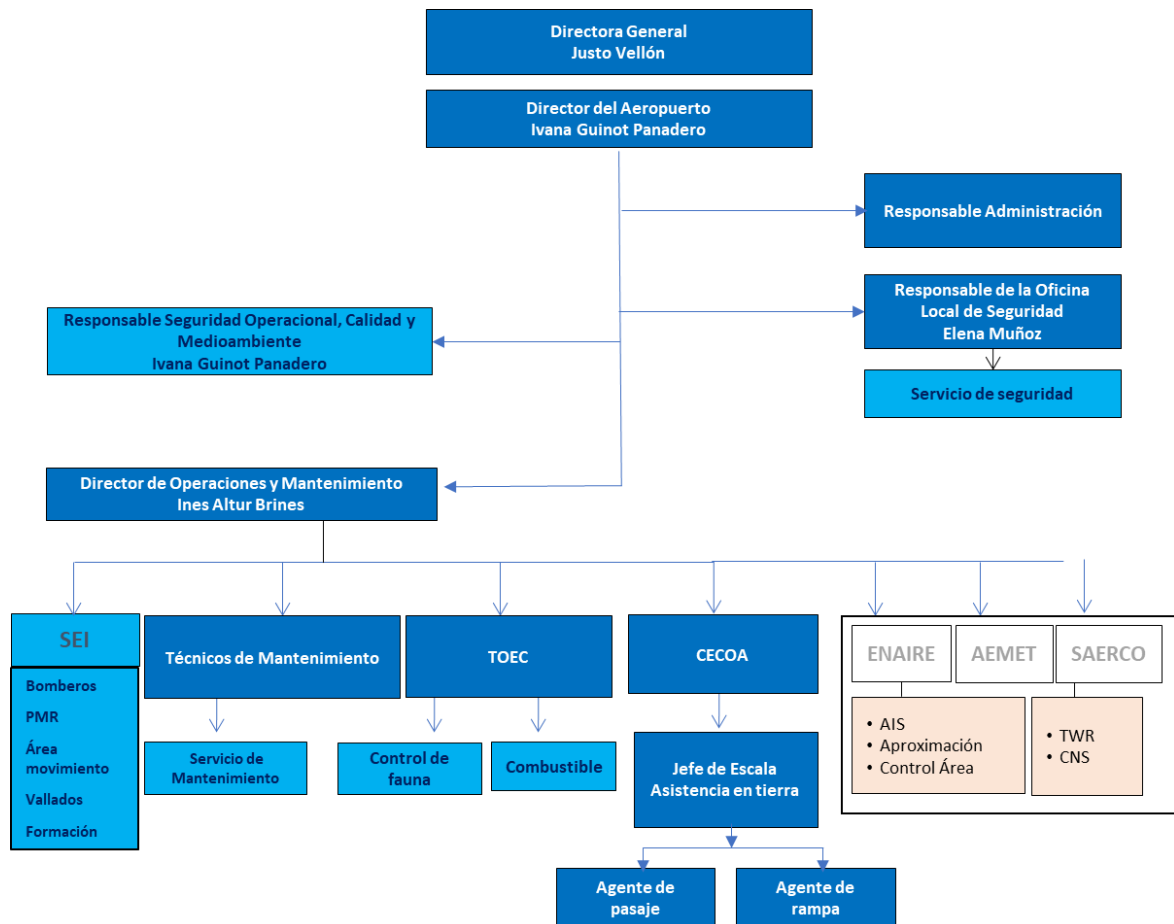 Directora General
Justo Vellón
Director del Aeropuerto
Ivana Guinot Panadero
Responsable Administración
Responsable de la Oficina
Local de Seguridad
Elena Muñoz
Responsable Seguridad Operacional, Calidad y
Medioambiente
Ivana Guinot Panadero
Servicio de seguridad
Director de Operaciones y Mantenimiento
Ines Altur Brines
SEI
Bomberos
PMR
Área
movimiento
Vallados
Formación
Técnicos de Mantenimiento
Servicio de
Mantenimiento
TOEC
Control de
fauna
Combustible
CECOA
Jefe de Escala
Asistencia en tierra
Agente de
pasaje
Agente de
rampa
ENAIRE
AEMET
SAERCO
• AIS
• Aproximación
• Control Área
• TWR
• CNS